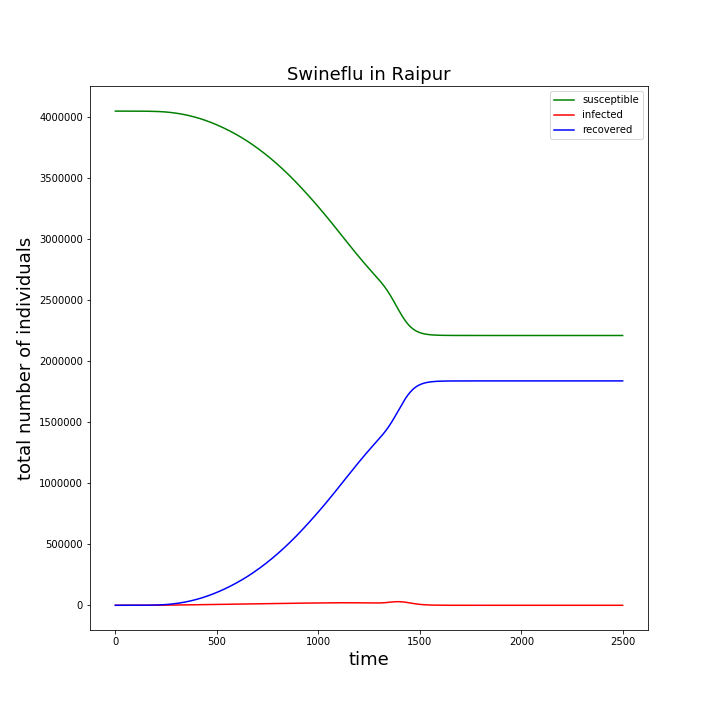 Swineflu in Raipur
susceptible
infected
recovered
total number of individuals
4000000
3500000
3000000
2500000
2000000
1500000
1000000
500000
0
0 500 1000 1500 2000 2500
time